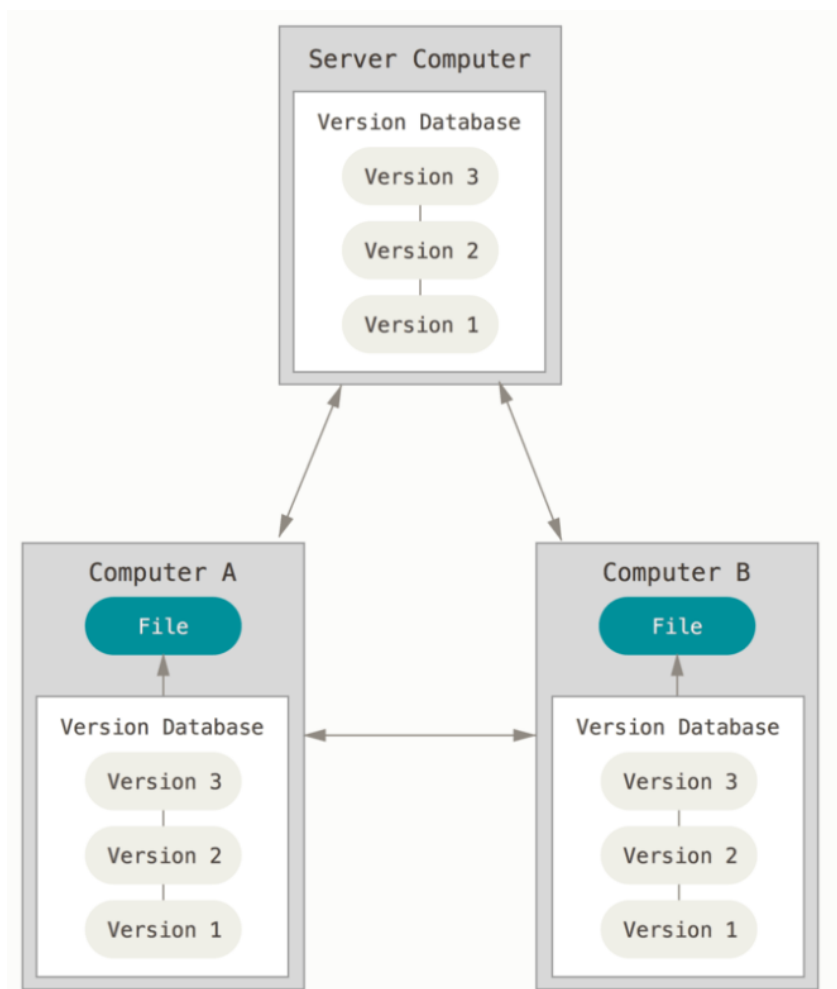 Server Computer
Version Database
Version 3
Version 2
Version 1
Computer A
File
Version Database
Version 3
Version 2
Version 1
Computer B
File
Version Database
Version 3
Version 2
Version 1